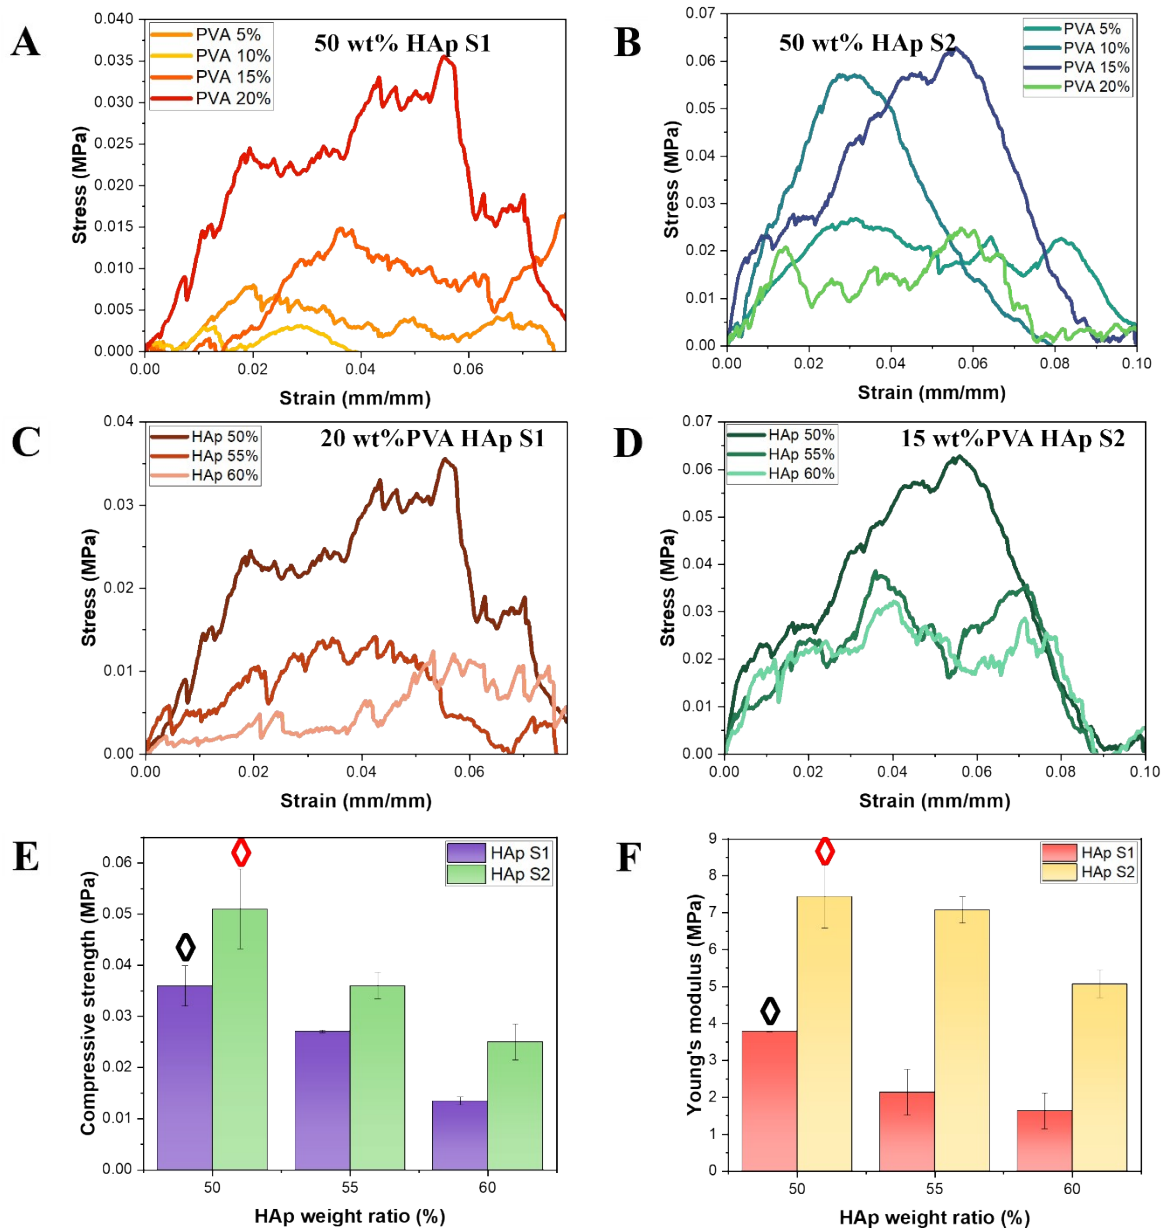 A
50 wt% HAp S1
PVA 5%
PVA 10%
PVA 15%
PVA 20%
0.040
0.035
0.030
0.025
0.020
0.015
0.010
0.005
0.000
Stress (MPa)
0.00
0.02
0.04
0.06
Strain (mm/mm)
B
50 wt% HAp S2
PVA 5%
PVA 10%
PVA 15%
PVA 20%
0.07
0.06
0.05
0.04
0.03
0.02
0.01
0.00
Stress (MPa)
0.00
0.02
0.04
0.06
0.08
0.10
Strain (mm/mm)
C
20 wt%PVA HAp S1
HAp 50%
HAp 55%
HAp 60%
0.04
0.03
0.02
0.01
0.00
Stress (MPa)
0.00
0.02
0.04
0.06
Strain (mm/mm)
D
15 wt%PVA HAp S2
HAp 50%
HAp 55%
HAp 60%
0.07
0.06
0.05
0.04
0.03
0.02
0.01
0.00
Stress (MPa)
0.00
0.02
0.04
0.06
0.08
0.10
Strain (mm/mm)
E
HAp S1
HAp S2
0.06
0.05
0.04
0.03
0.02
0.01
0.00
Compressive strength (MPa)
50
55
60
HAp weight ratio (%)
F
HAp S1
HAp S2
9
8
7
6
5
4
3
2
1
0
Young's modulus (MPa)
50
55
60
HAp weight ratio (%)